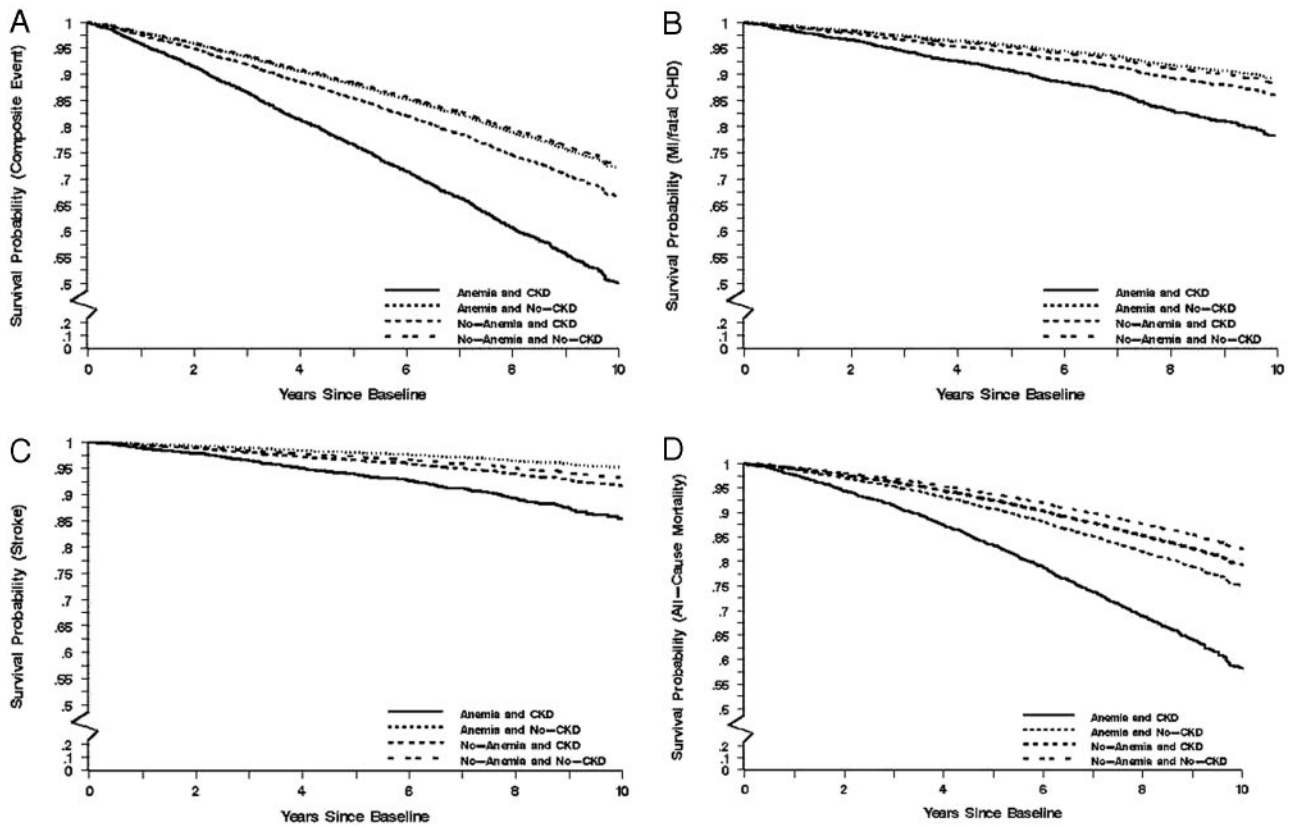 A
Survival Probability (Composite Event)
1
.95
.9
.85
.8
.75
.7
.65
.6
.55
.5
.2
.1
0
Anemia and CKD
Anemia and No-CKD
No-Anemia and CKD
No-Anemia and No-CKD
0 2 4 6 8 10
Years Since Baseline
B
Survival Probability (MI/fatal CHD)
1
.95
.9
.85
.8
.75
.7
.65
.6
.55
.5
.2
.1
0
Anemia and CKD
Anemia and No-CKD
No-Anemia and CKD
No-Anemia and No-CKD
0 2 4 6 8 10
Years Since Baseline
C
Survival Probability (Stroke)
1
.95
.9
.85
.8
.75
.7
.65
.6
.55
.5
.2
.1
0
Anemia and CKD
Anemia and No-CKD
No-Anemia and CKD
No-Anemia and No-CKD
0 2 4 6 8 10
Years Since Baseline
D
Survival Probability (All-Cause Mortality)
1
.95
.9
.85
.8
.75
.7
.65
.6
.55
.5
.2
.1
0
Anemia and CKD
Anemia and No-CKD
No-Anemia and CKD
No-Anemia and No-CKD
0 2 4 6 8 10
Years Since Baseline